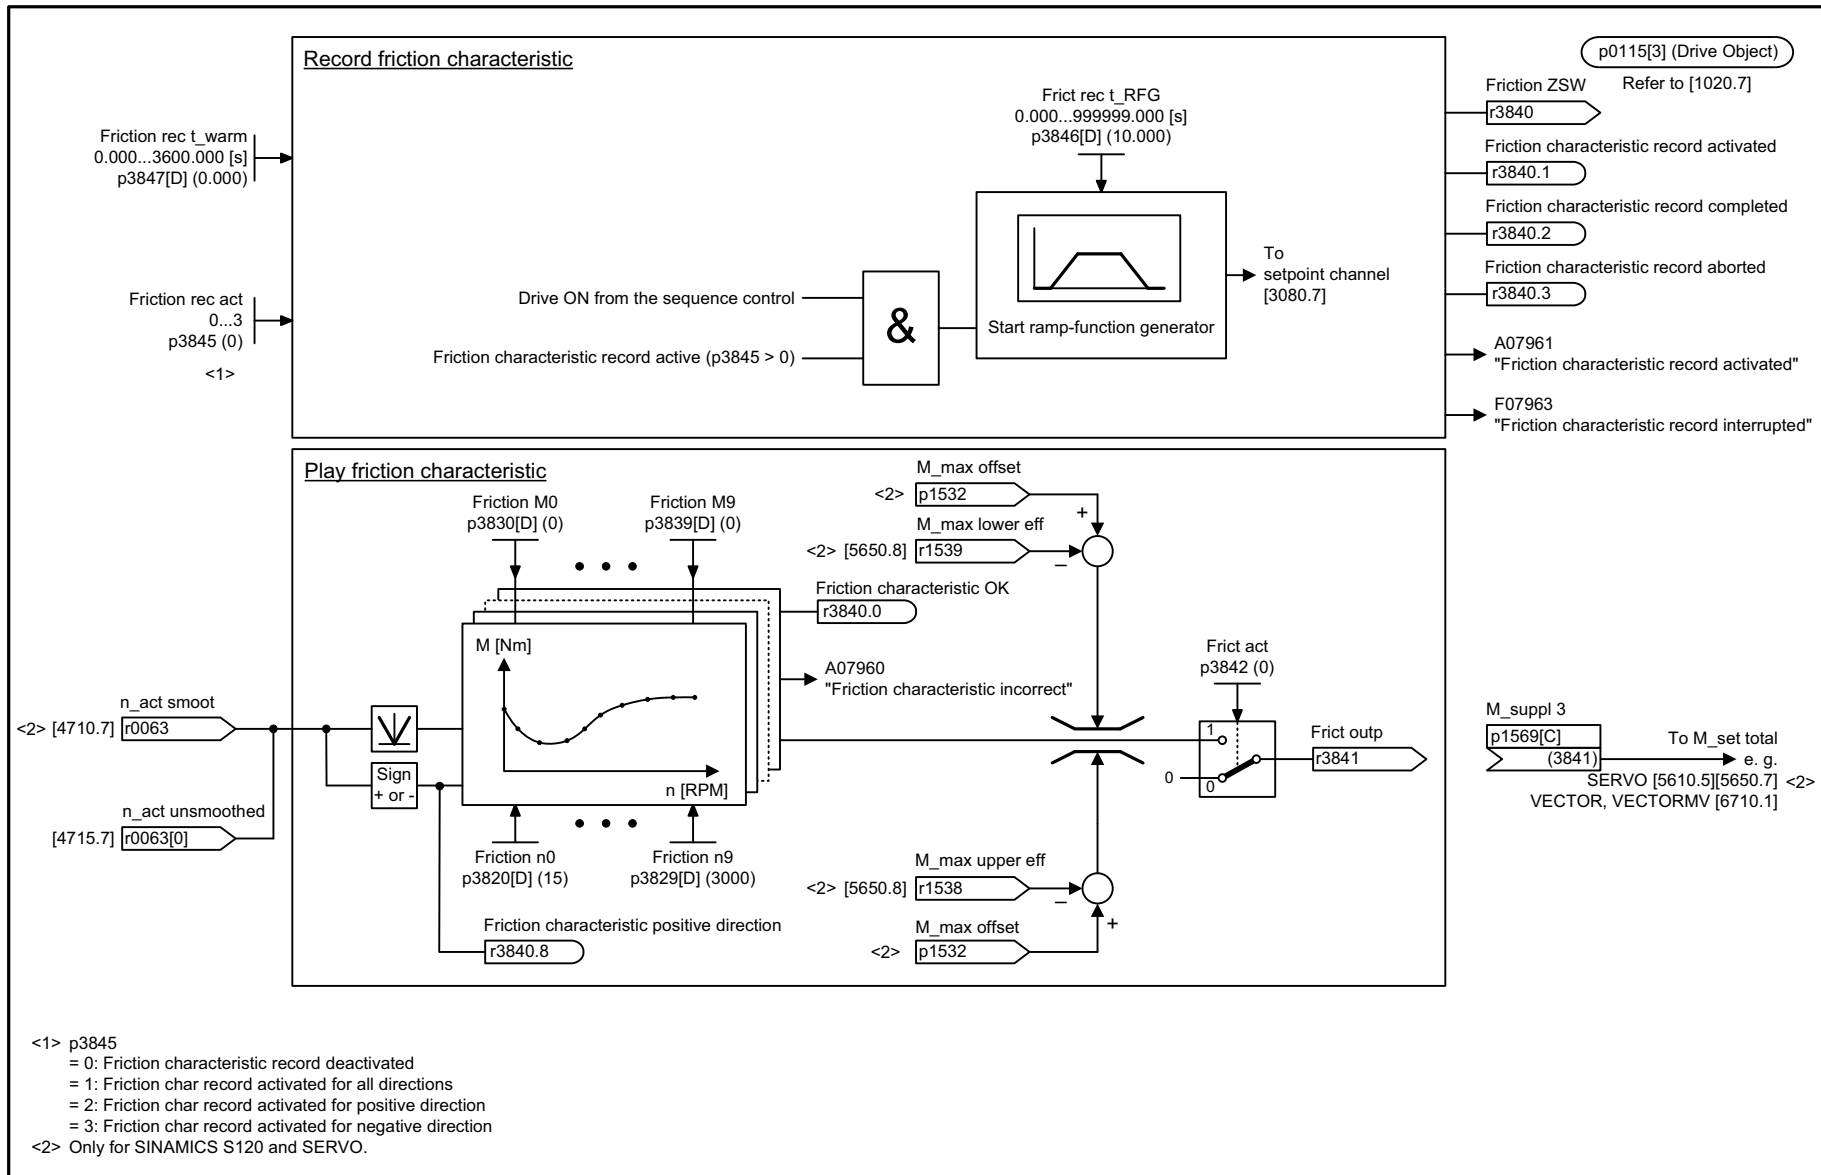 Record friction characteristic
p0115[3] (Drive Object)
Refer to [1020.7]
Friction rec t_warm
0.000...3600.000 [s]
p3847[D] (0.000)
Friction rec act
0...3
p3845 (0)
<1>
Frict rec t_RFG
0.000...999999.000 [s]
p3846[D] (10.000)
Drive ON from the sequence control
Friction characteristic record active (p3845 > 0)
&
Start ramp-function generator
To
setpoint channel
[3080.7]
Friction ZSW
r3840
Friction characteristic record activated
r3840.1
Friction characteristic record completed
r3840.2
Friction characteristic record aborted
r3840.3
A07961
"Friction characteristic record activated"
F07963
"Friction characteristic record interrupted"
Play friction characteristic
Friction M0
p3830[D] (0)
Friction M9
p3839[D] (0)
M_max offset
<2> p1532
+
M_max lower eff
<2> [5650.8] r1539
–
Friction characteristic OK
r3840.0
A07960
"Friction characteristic incorrect"
M [Nm]
n [RPM]
n_act smoot
<2> [4710.7] r0063
Sign
+ or -
n_act unsmoothed
[4715.7] r0063[0]
Friction n0
p3820[D] (15)
Friction n9
p3829[D] (3000)
Friction characteristic positive direction
r3840.8
M_max upper eff
<2> [5650.8] r1538
–
M_max offset
<2> p1532
+
Frict act
p3842 (0)
1
0
0
Frict outp
r3841
M_suppl 3
p1569[C]
(3841)
To M_set total
e. g.
SERVO [5610.5][5650.7] <2>
VECTOR, VECTORMV [6710.1]
<1> p3845
= 0: Friction characteristic record deactivated
= 1: Friction char record activated for all directions
= 2: Friction char record activated for positive direction
= 3: Friction char record activated for negative direction
<2> Only for SINAMICS S120 and SERVO.